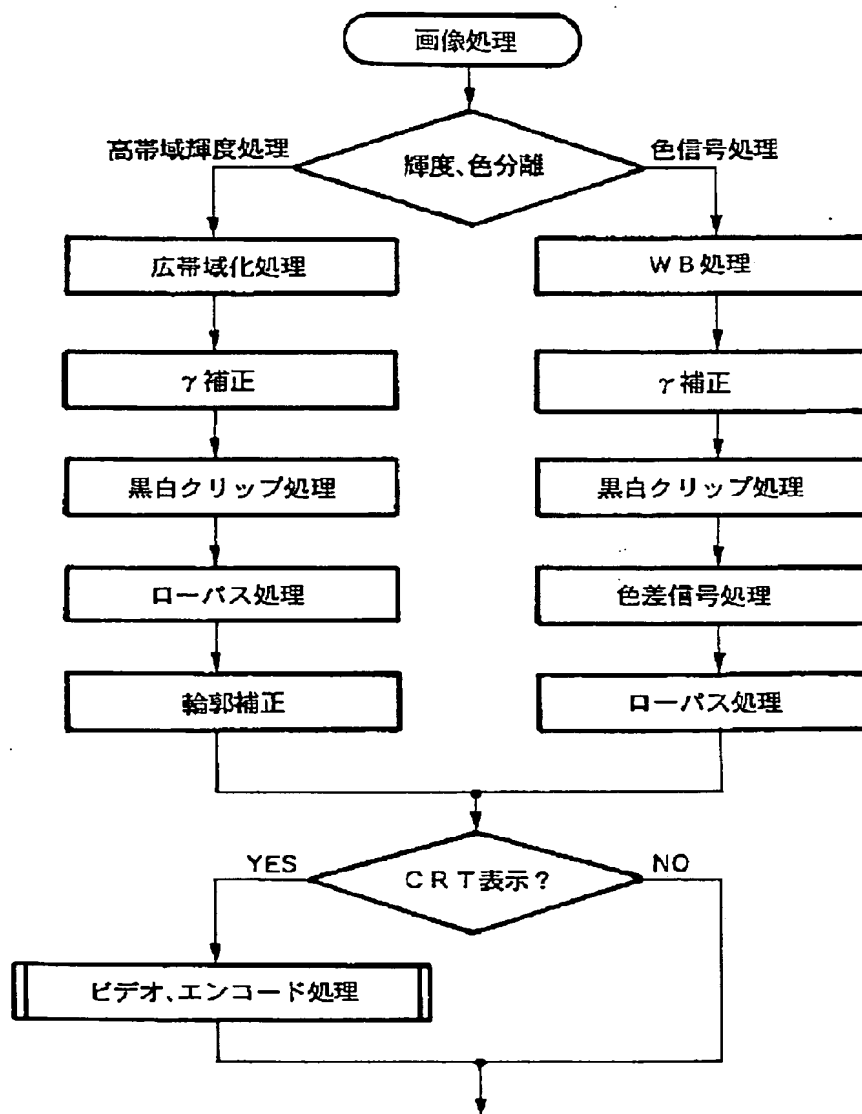 画像処理
高帯域輝度処理
輝度、色分離
色信号処理
広帯域化処理
WB処理
γ補正
γ補正
黒白クリップ処理
黒白クリップ処理
ローパス処理
色差信号処理
輪郭補正
ローパス処理
YES
CRT表示?
NO
ビデオ、エンコード処理